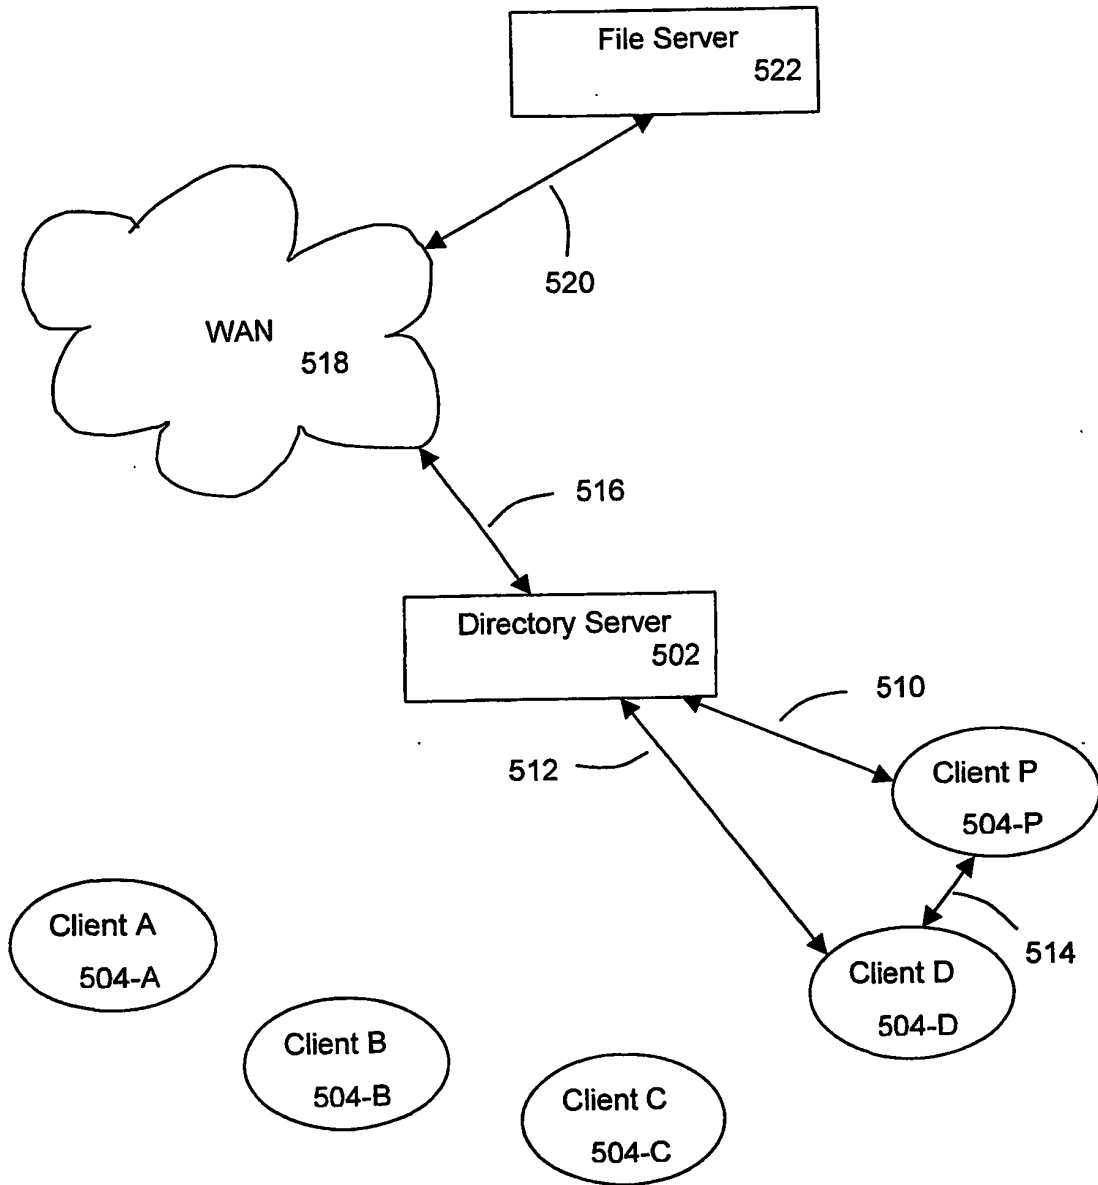 File Server
522
520
WAN
518
516
Directory Server
502
510
512
Client P
504-P
514
Client D
504-D
Client A
504-A
Client B
504-B
Client C
504-C